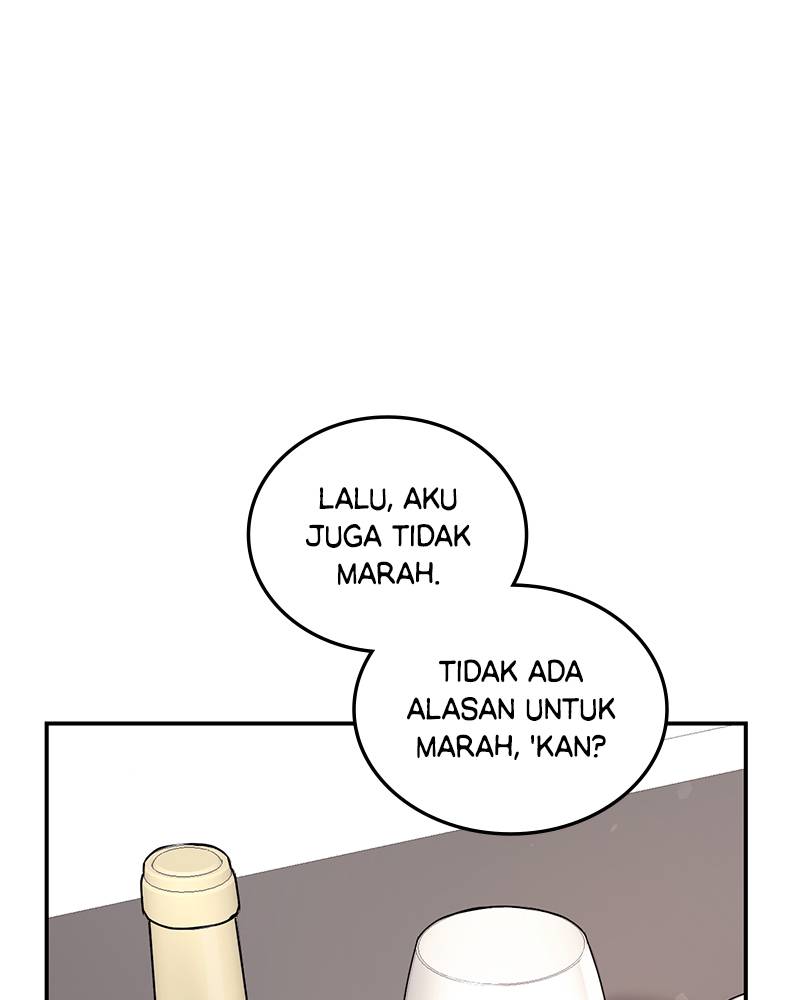 LALU, AKU
JUGA TIDAK
MARAH.
TIDAK ADA
ALASAN UNTUK
MARAH, 'KAN?